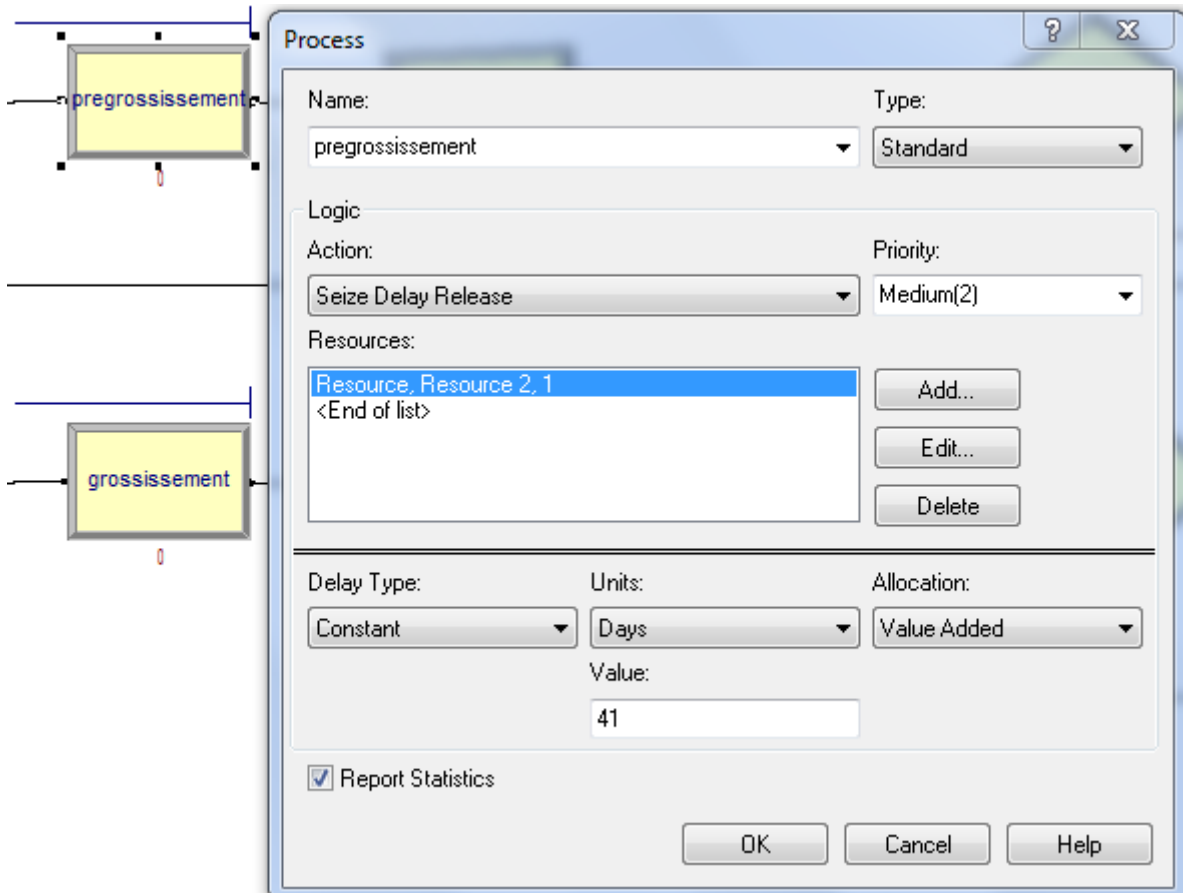 Process
?
pregrossissement
Name:
Type:
pregrossissement
Standard
0
Logic
Action:
Priority:
Seize Delay Release
Medium(2)
Resources:
Resource, Resource 2, 1
<End of list>
Add...
Edit...
Delete
grossissement
0
Delay Type:
Units:
Allocation:
Constant
Days
Value Added
Value:
41
Report Statistics
OK
Cancel
Help